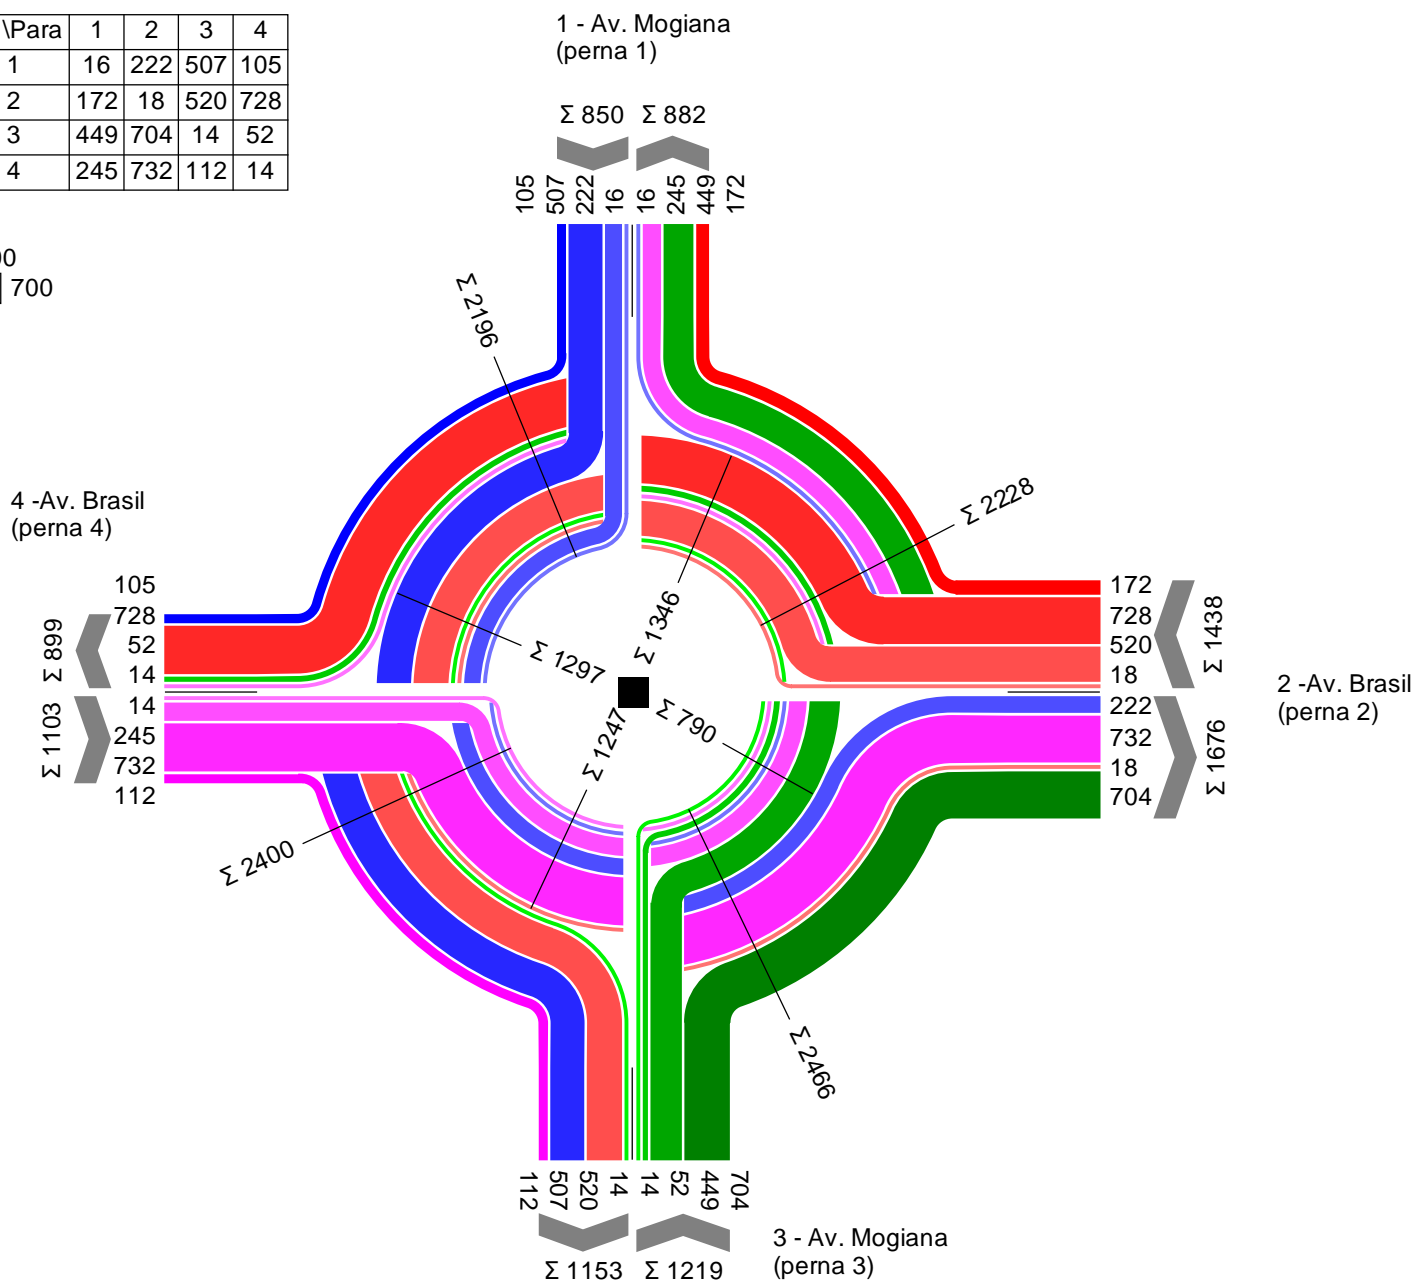 \Para 1 2 3 4
1 16 222 507 105
2 172 18 520 728
3 449 704 14 52
4 245 732 112 14
700
1 - Av. Mogiana
(perna 1)
Σ 850 Σ 882
105 507 222 16 16 245 449 172
Σ 2196
Σ 2228
4 -Av. Brasil
(perna 4)
105
728
52
14
14
245
732
112
Σ 899
Σ 1103
Σ 1346
Σ 1297
Σ 790
Σ 1247
Σ 2400
Σ 2466
172
728
520
18
222
732
18
704
Σ 1438
Σ 1676
2 -Av. Brasil
(perna 2)
112 507 520 14 14 52 449 704
Σ 1153 Σ 1219
3 - Av. Mogiana
(perna 3)